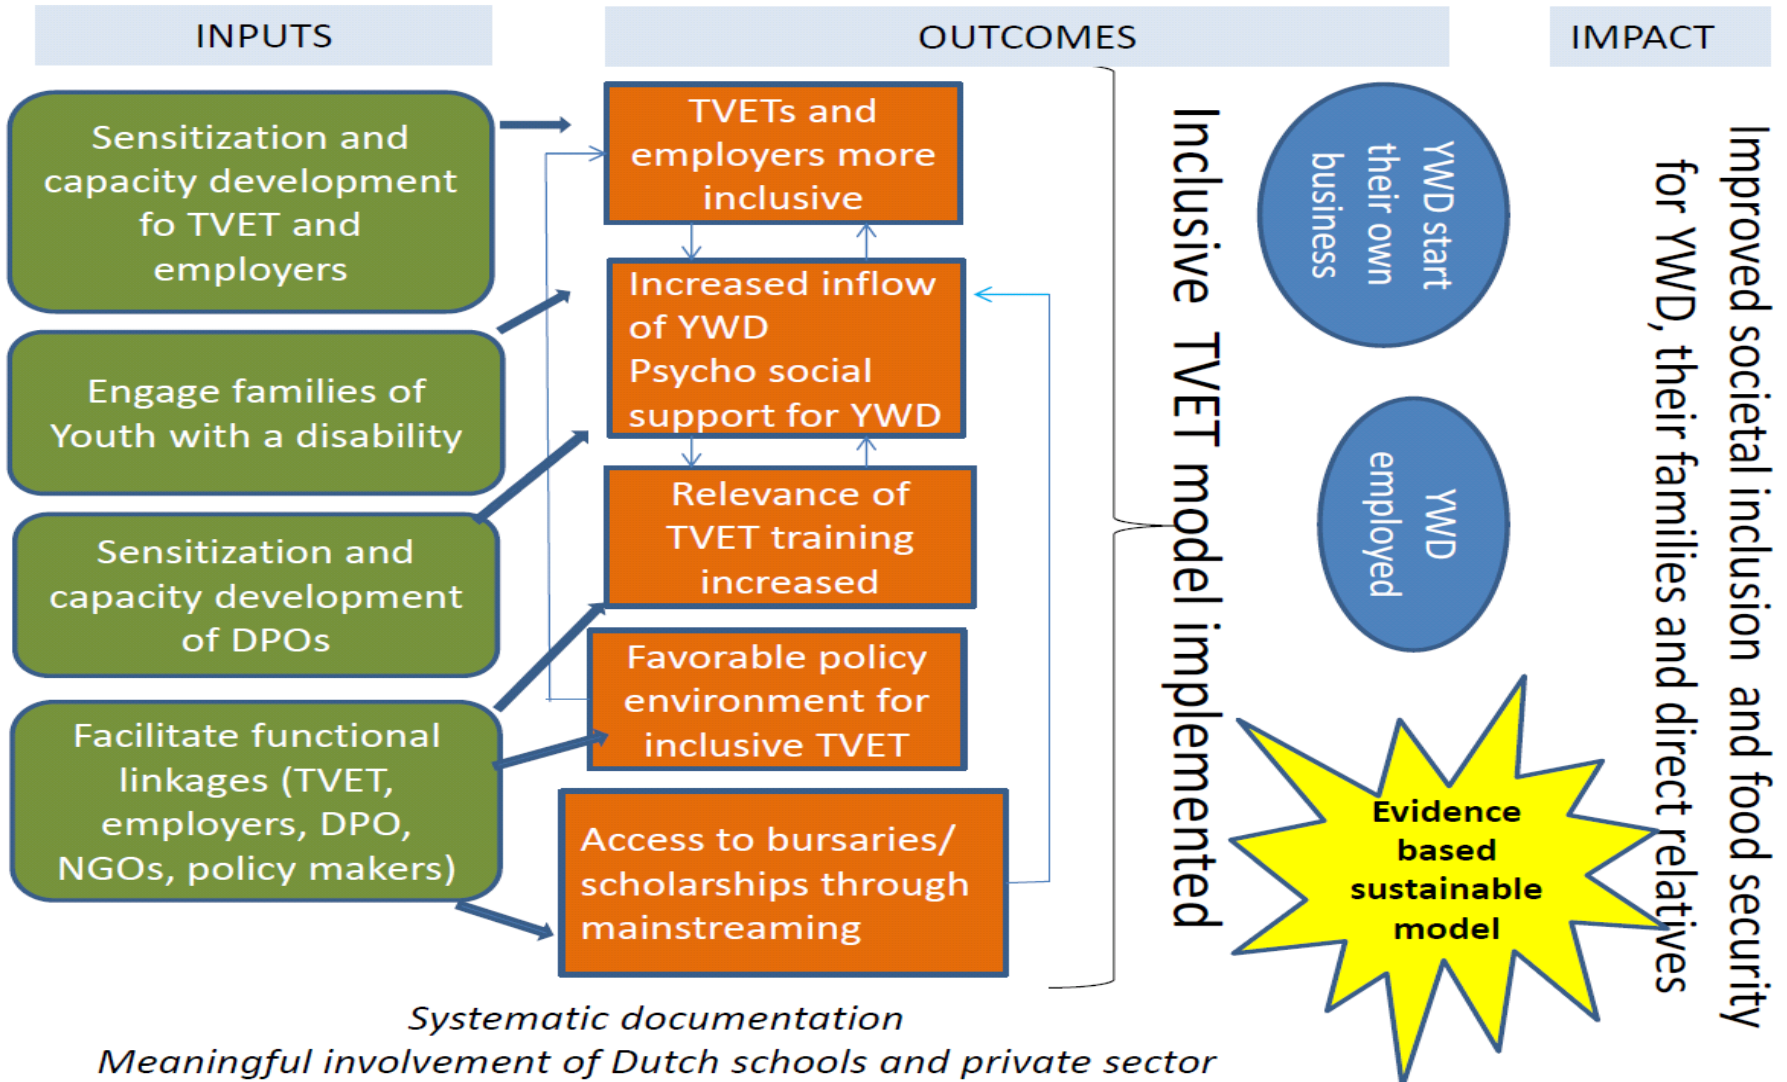 INPUTS
OUTCOMES
IMPACT
Sensitization and
capacity development
fo TVET and
employers
Engage families of
Youth with a disability
Sensitization and
capacity development
of DPOs
Facilitate functional
linkages (TVET,
employers, DPO,
NGOs, policy makers)
TVETs and
employers more
inclusive
Increased inflow
of YWD
Psycho social
support for YWD
Relevance of
TVET training
increased
Favorable policy
environment for
inclusive TVET
Access to bursaries/
scholarships through
mainstreaming
Inclusive TVET model implemented
YWD start
their own
business
YWD
employed
Evidence
based
sustainable
model
Improved societal inclusion and food security
for YWD, their families and direct relatives
Systematic documentation
Meaningful involvement of Dutch schools and private sector